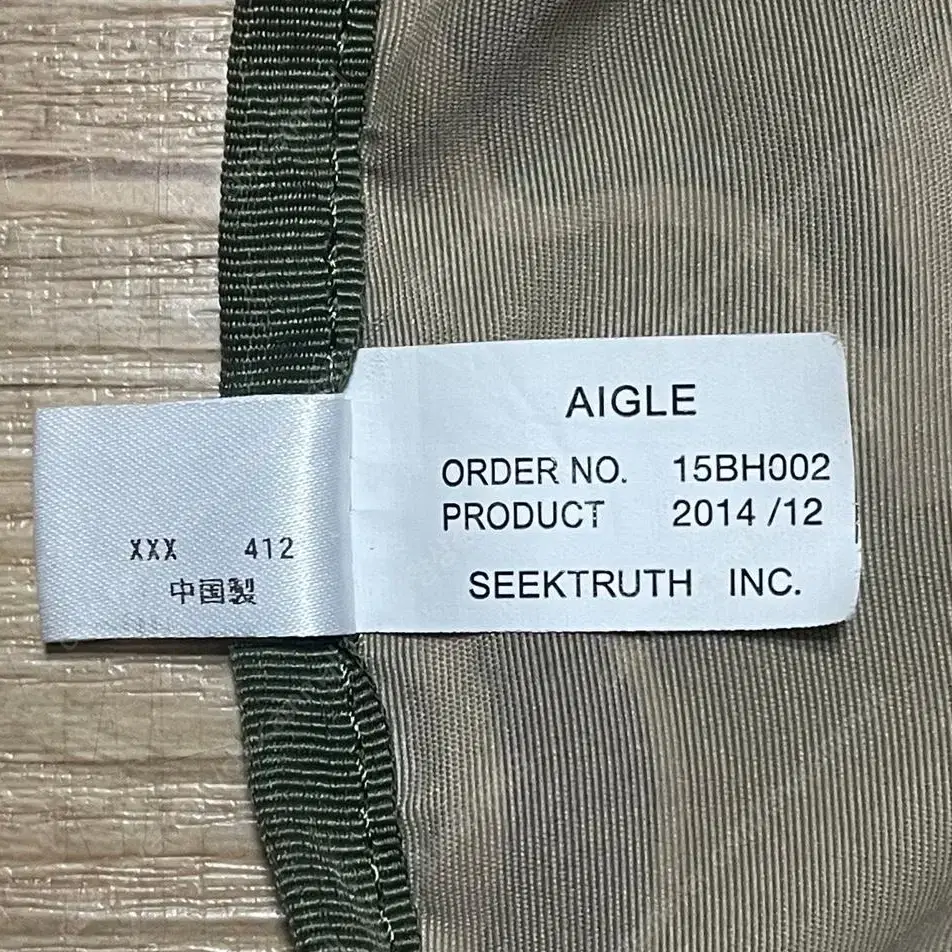 AIGLE
ORDER NO. 15BH002
PRODUCT 2014 /12
SEEKTRUTH INC.
XXX 412
中国製